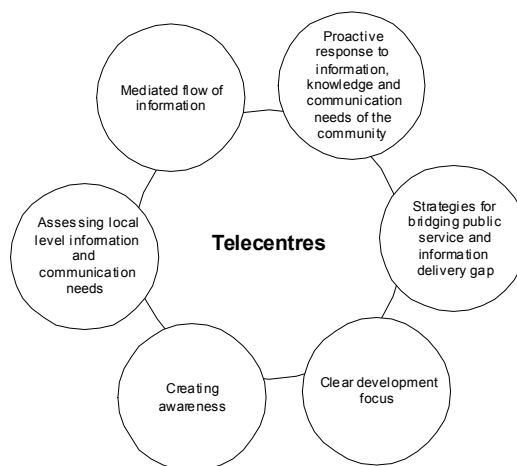 Proactive
response to
information,
knowledge and
communication
needs of the
community
Mediated flow of
information
Strategies for
bridging public
service and
information
delivery gap
Assessing local
level information
and
communication
needs
Telecentres
Clear development
focus
Creating
awareness